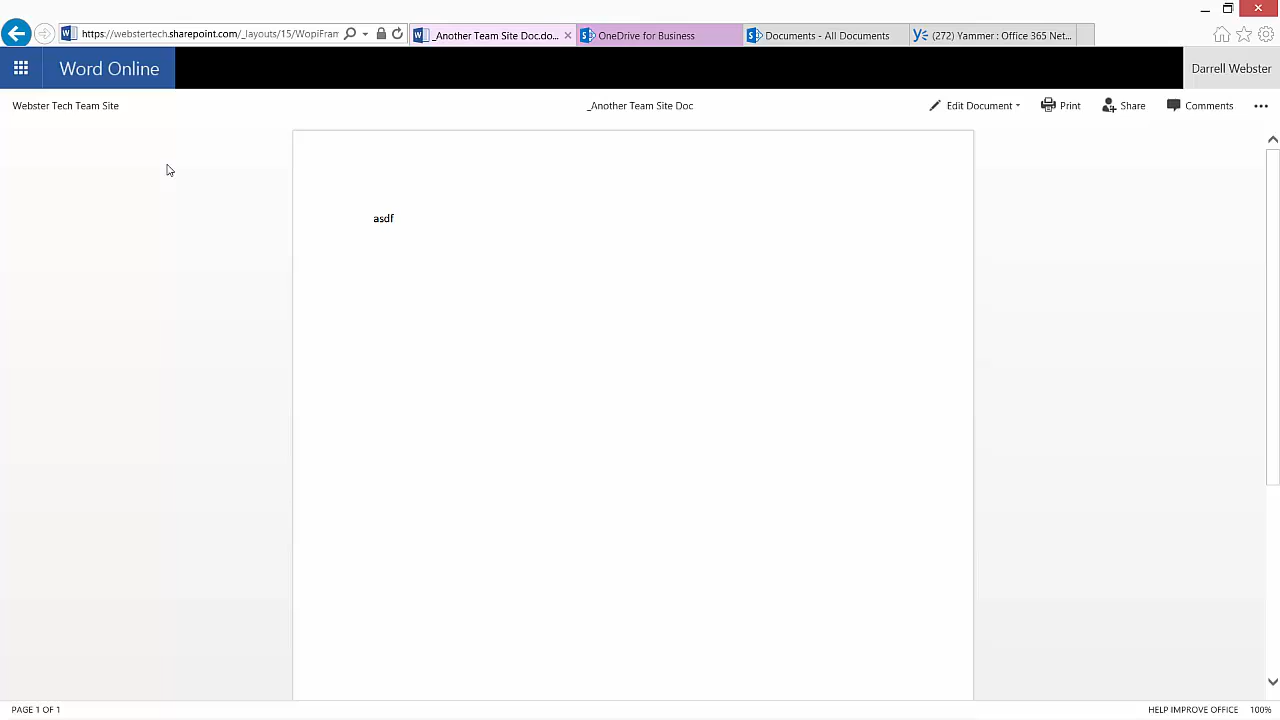 https://webstertech.sharepoint.com/_layouts/15/WopiFram
_Another Team Site Doc.do...
OneDrive for Business
Documents - All Documents
(272) Yammer : Office 365 Net...
Word Online
Darrell Webster
Webster Tech Team Site
_Another Team Site Doc
Edit Document
Print
Share
Comments
asdf
PAGE 1 OF 1
HELP IMPROVE OFFICE
100%